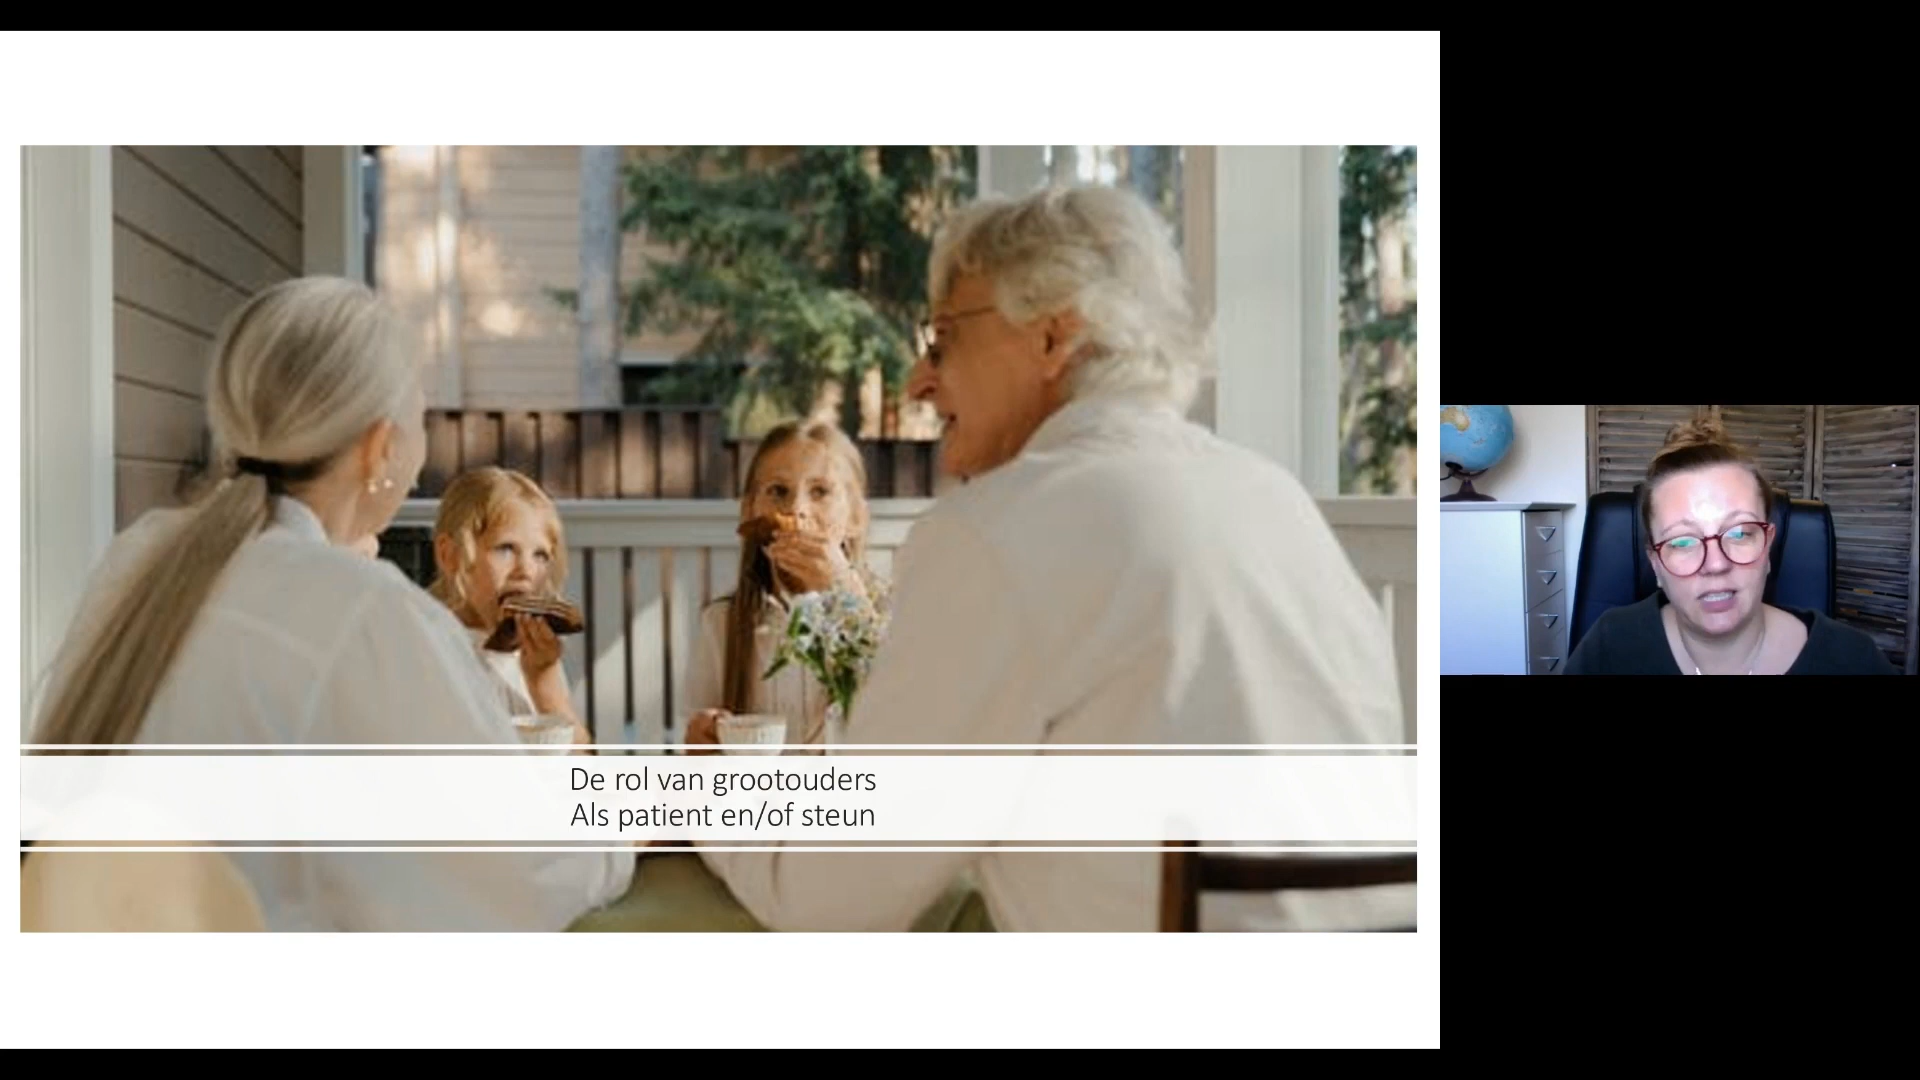 De rol van grootouders
Als patient en/of steun